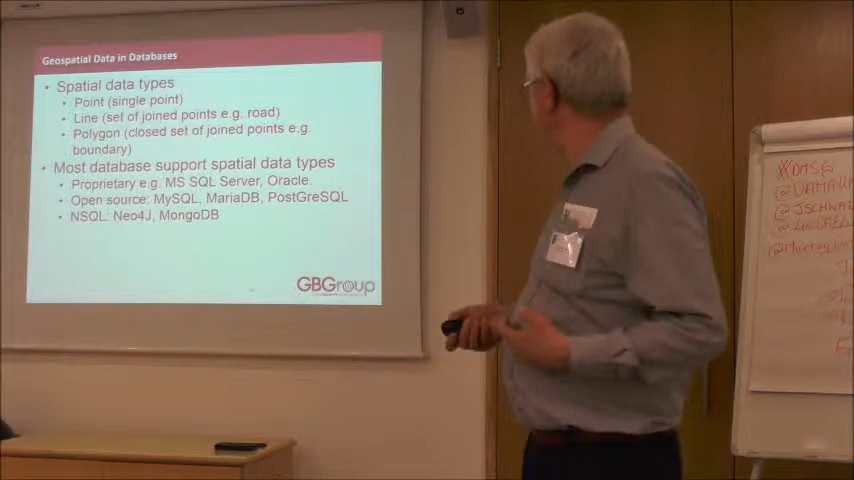 Geospatial Data in Databases
• Spatial data types
• Point (single point)
• Line (set of joined points e.g. road)
• Polygon (closed set of joined points e.g.
boundary)
• Most database support spatial data types
• Proprietary e.g. MS SQL Server, Oracle.
• Open source: MySQL, MariaDB, PostGreSQL
• NSQL: Neo4J, MongoDB
GBGroup